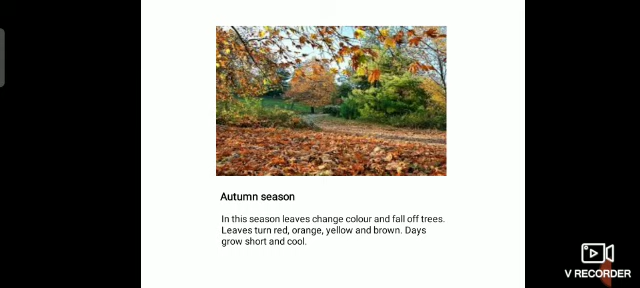 Autumn season
In this season leaves change colour and fall off trees.
Leaves turn red, orange, yellow and brown. Days
grow short and cool.
V RECORDER